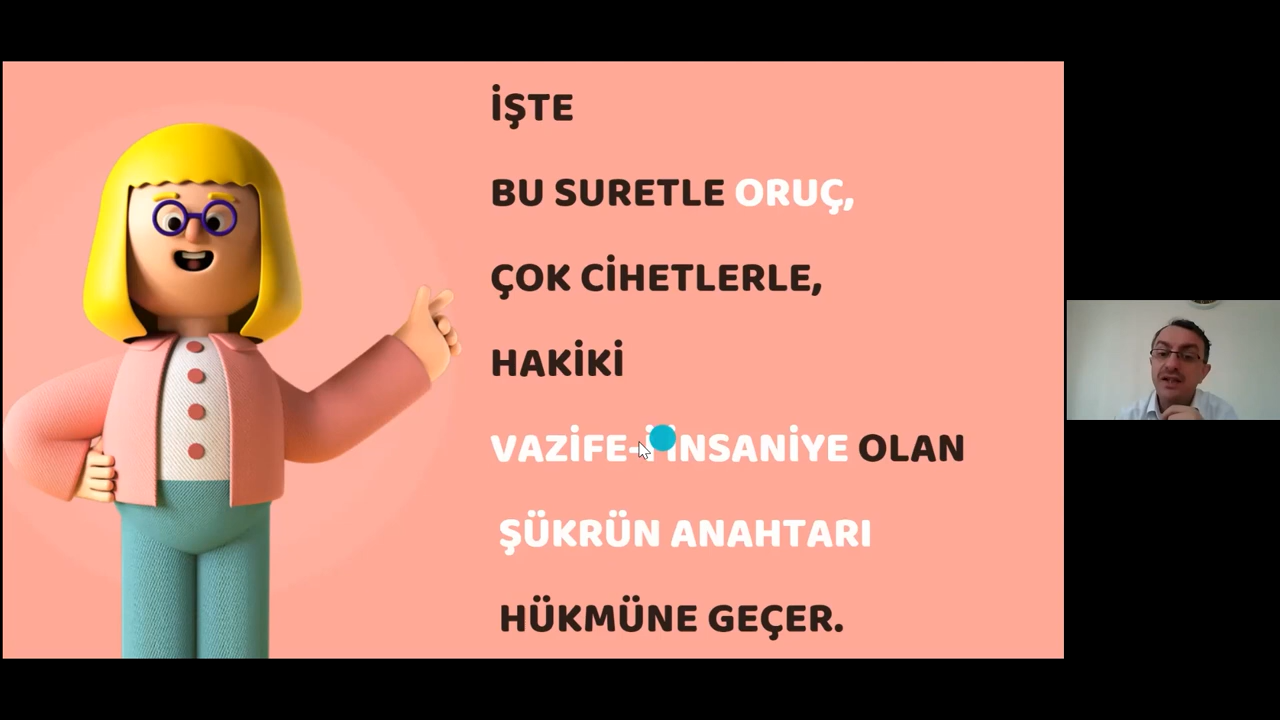 İŞTE
BU SURETLE ORUÇ,
ÇOK CİHETLERLE,
HAKİKİ
VAZİFE-İ İNSANİYE OLAN
ŞÜKRÜN ANAHTARI
HÜKMÜNE GEÇER.